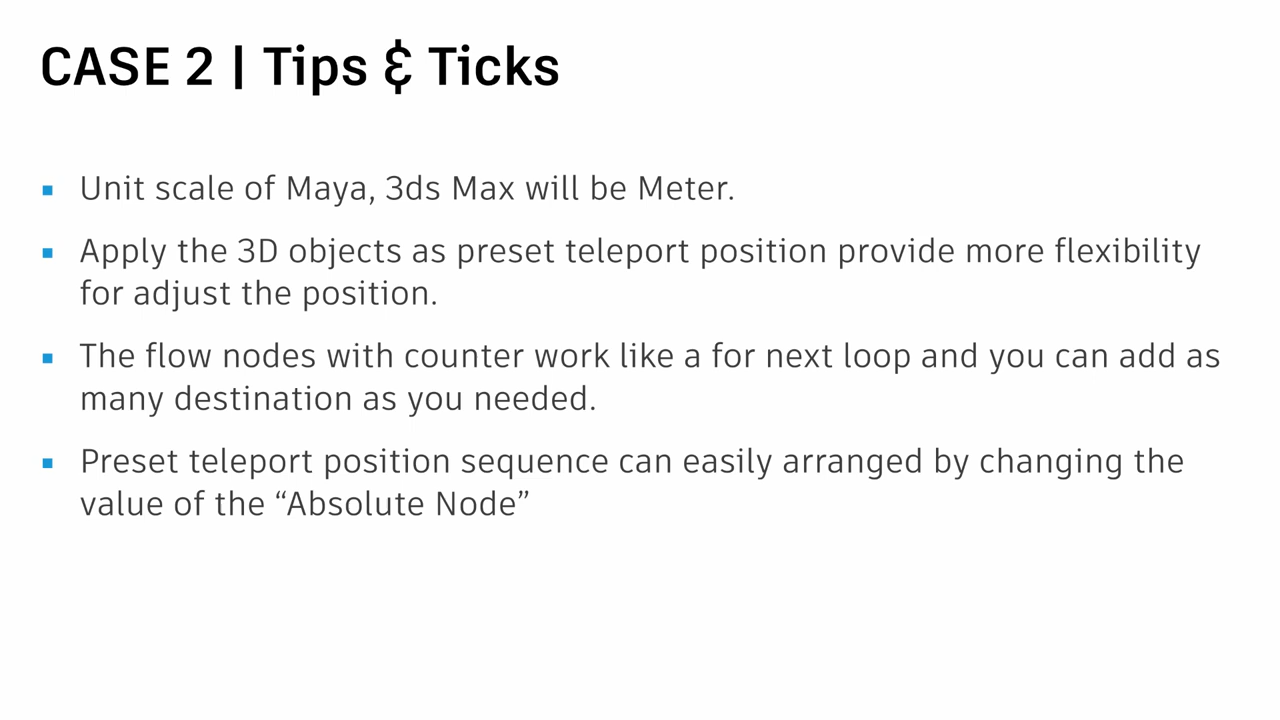 CASE 2 | Tips & Ticks
Unit scale of Maya, 3ds Max will be Meter.
Apply the 3D objects as preset teleport position provide more flexibility
for adjust the position.
The flow nodes with counter work like a for next loop and you can add as
many destination as you needed.
Preset teleport position sequence can easily arranged by changing the
value of the “Absolute Node”